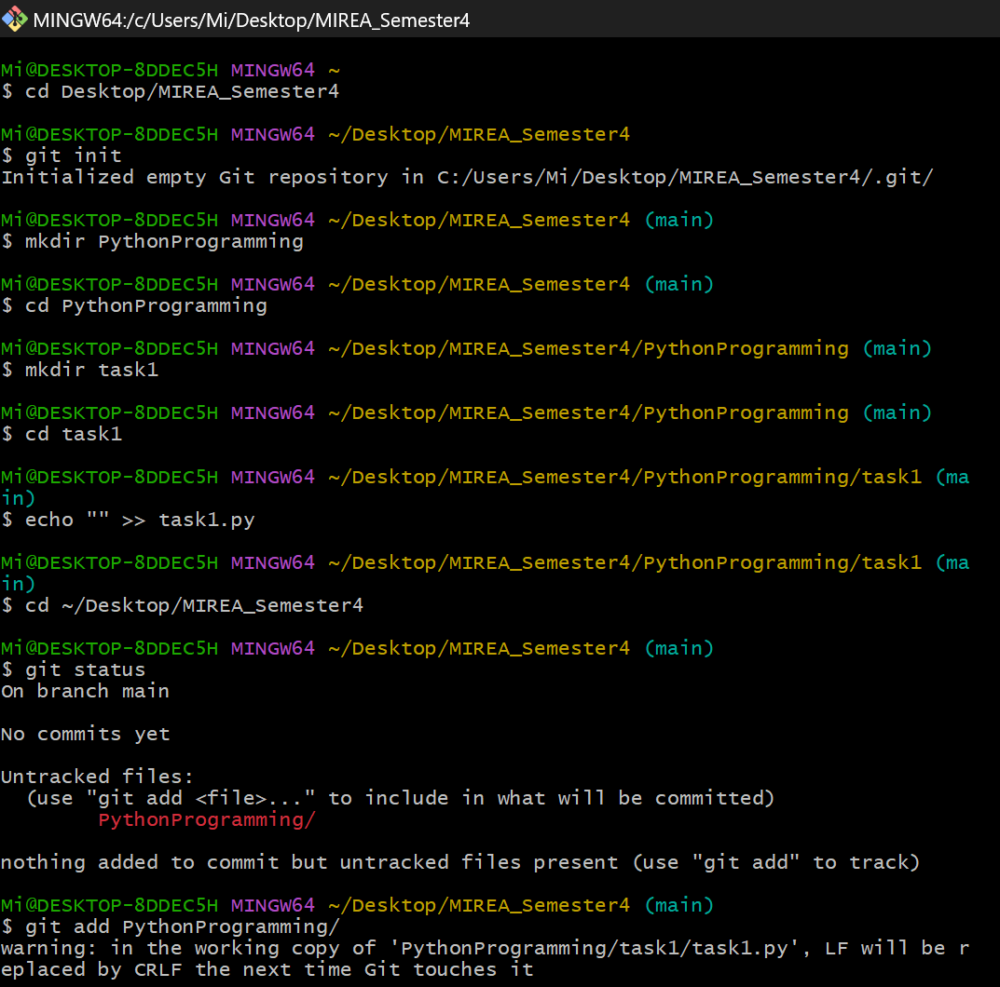 MINGW64:/c/Users/Mi/Desktop/MIREA_Semester4
Mi@DESKTOP-8DDEC5H MINGW64 ~
$ cd Desktop/MIREA_Semester4
Mi@DESKTOP-8DDEC5H MINGW64 ~/Desktop/MIREA_Semester4
$ git init
Initialized empty Git repository in C:/Users/Mi/Desktop/MIREA_Semester4/.git/
Mi@DESKTOP-8DDEC5H MINGW64 ~/Desktop/MIREA_Semester4 (main)
$ mkdir PythonProgramming
Mi@DESKTOP-8DDEC5H MINGW64 ~/Desktop/MIREA_Semester4 (main)
$ cd PythonProgramming
Mi@DESKTOP-8DDEC5H MINGW64 ~/Desktop/MIREA_Semester4/PythonProgramming (main)
$ mkdir task1
Mi@DESKTOP-8DDEC5H MINGW64 ~/Desktop/MIREA_Semester4/PythonProgramming (main)
$ cd task1
Mi@DESKTOP-8DDEC5H MINGW64 ~/Desktop/MIREA_Semester4/PythonProgramming/task1 (ma
in)
$ echo "" >> task1.py
Mi@DESKTOP-8DDEC5H MINGW64 ~/Desktop/MIREA_Semester4/PythonProgramming/task1 (ma
in)
$ cd ~/Desktop/MIREA_Semester4
Mi@DESKTOP-8DDEC5H MINGW64 ~/Desktop/MIREA_Semester4 (main)
$ git status
On branch main
No commits yet
Untracked files:
(use "git add <file>..." to include in what will be committed)
PythonProgramming/
nothing added to commit but untracked files present (use "git add" to track)
Mi@DESKTOP-8DDEC5H MINGW64 ~/Desktop/MIREA_Semester4 (main)
$ git add PythonProgramming/
warning: in the working copy of 'PythonProgramming/task1/task1.py', LF will be r
eplaced by CRLF the next time Git touches it